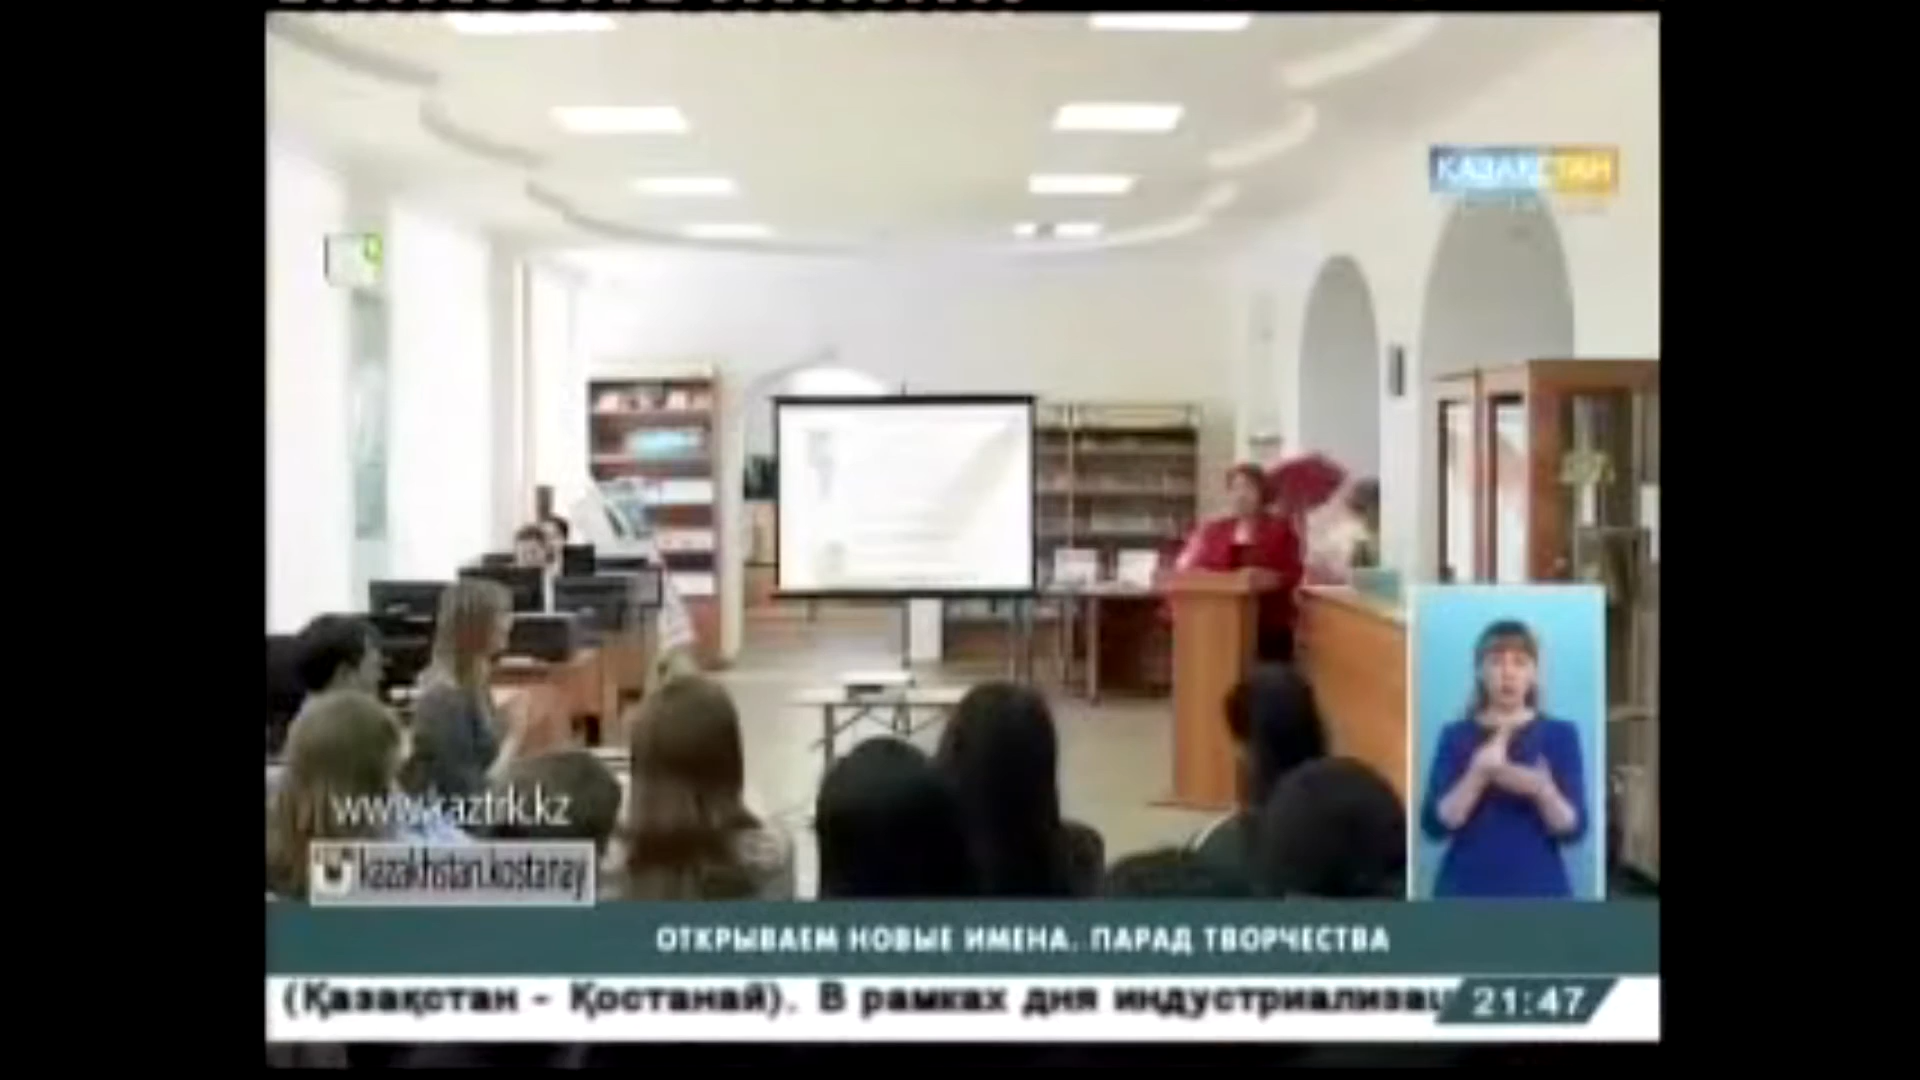 ҚАЗАҚСТАН
www.kaztrk.kz
kazakhstan.kostanay
ОТКРЫВАЕМ НОВЫЕ ИМЕНА. ПАРАД ТВОРЧЕСТВА
(Қазақстан - Қостанай). В рамках дня индустриализац
21:47